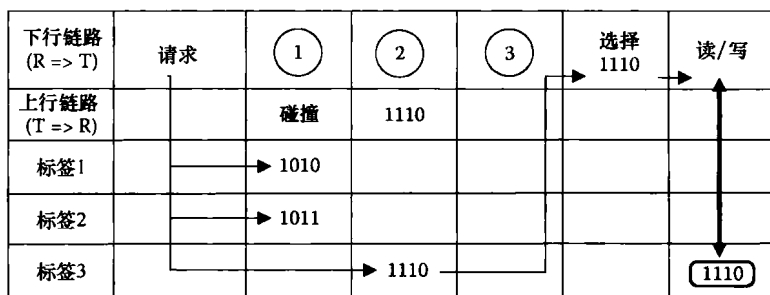 下行链路
(R => T)
请求
1
2
3
选择
1110
读/写
上行链路
(T => R)
碰撞
1110
标签1
1010
标签2
1011
标签3
1110
1110